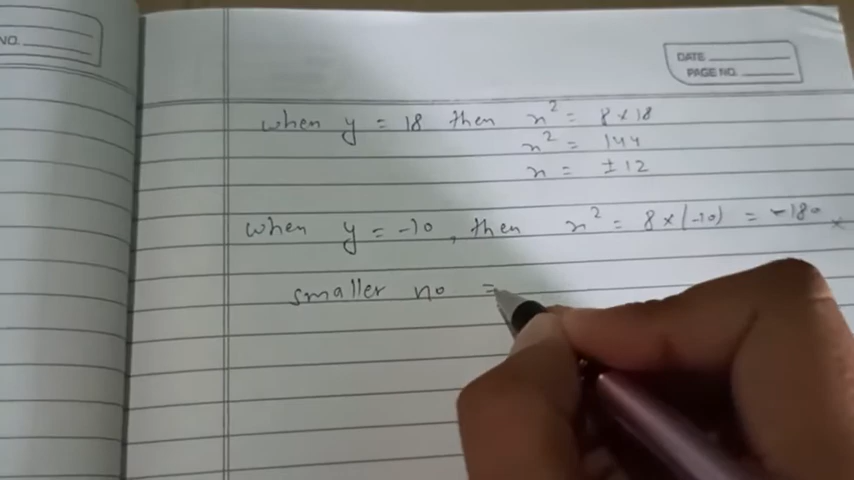 NO.
DATE
PAGE NO.
when y = 18 then x² = 8 x 18
x² = 144
x = ±12
when y = -10, then x² = 8 x (-10) = -180 x
smaller no =